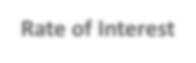 Rate of Interest